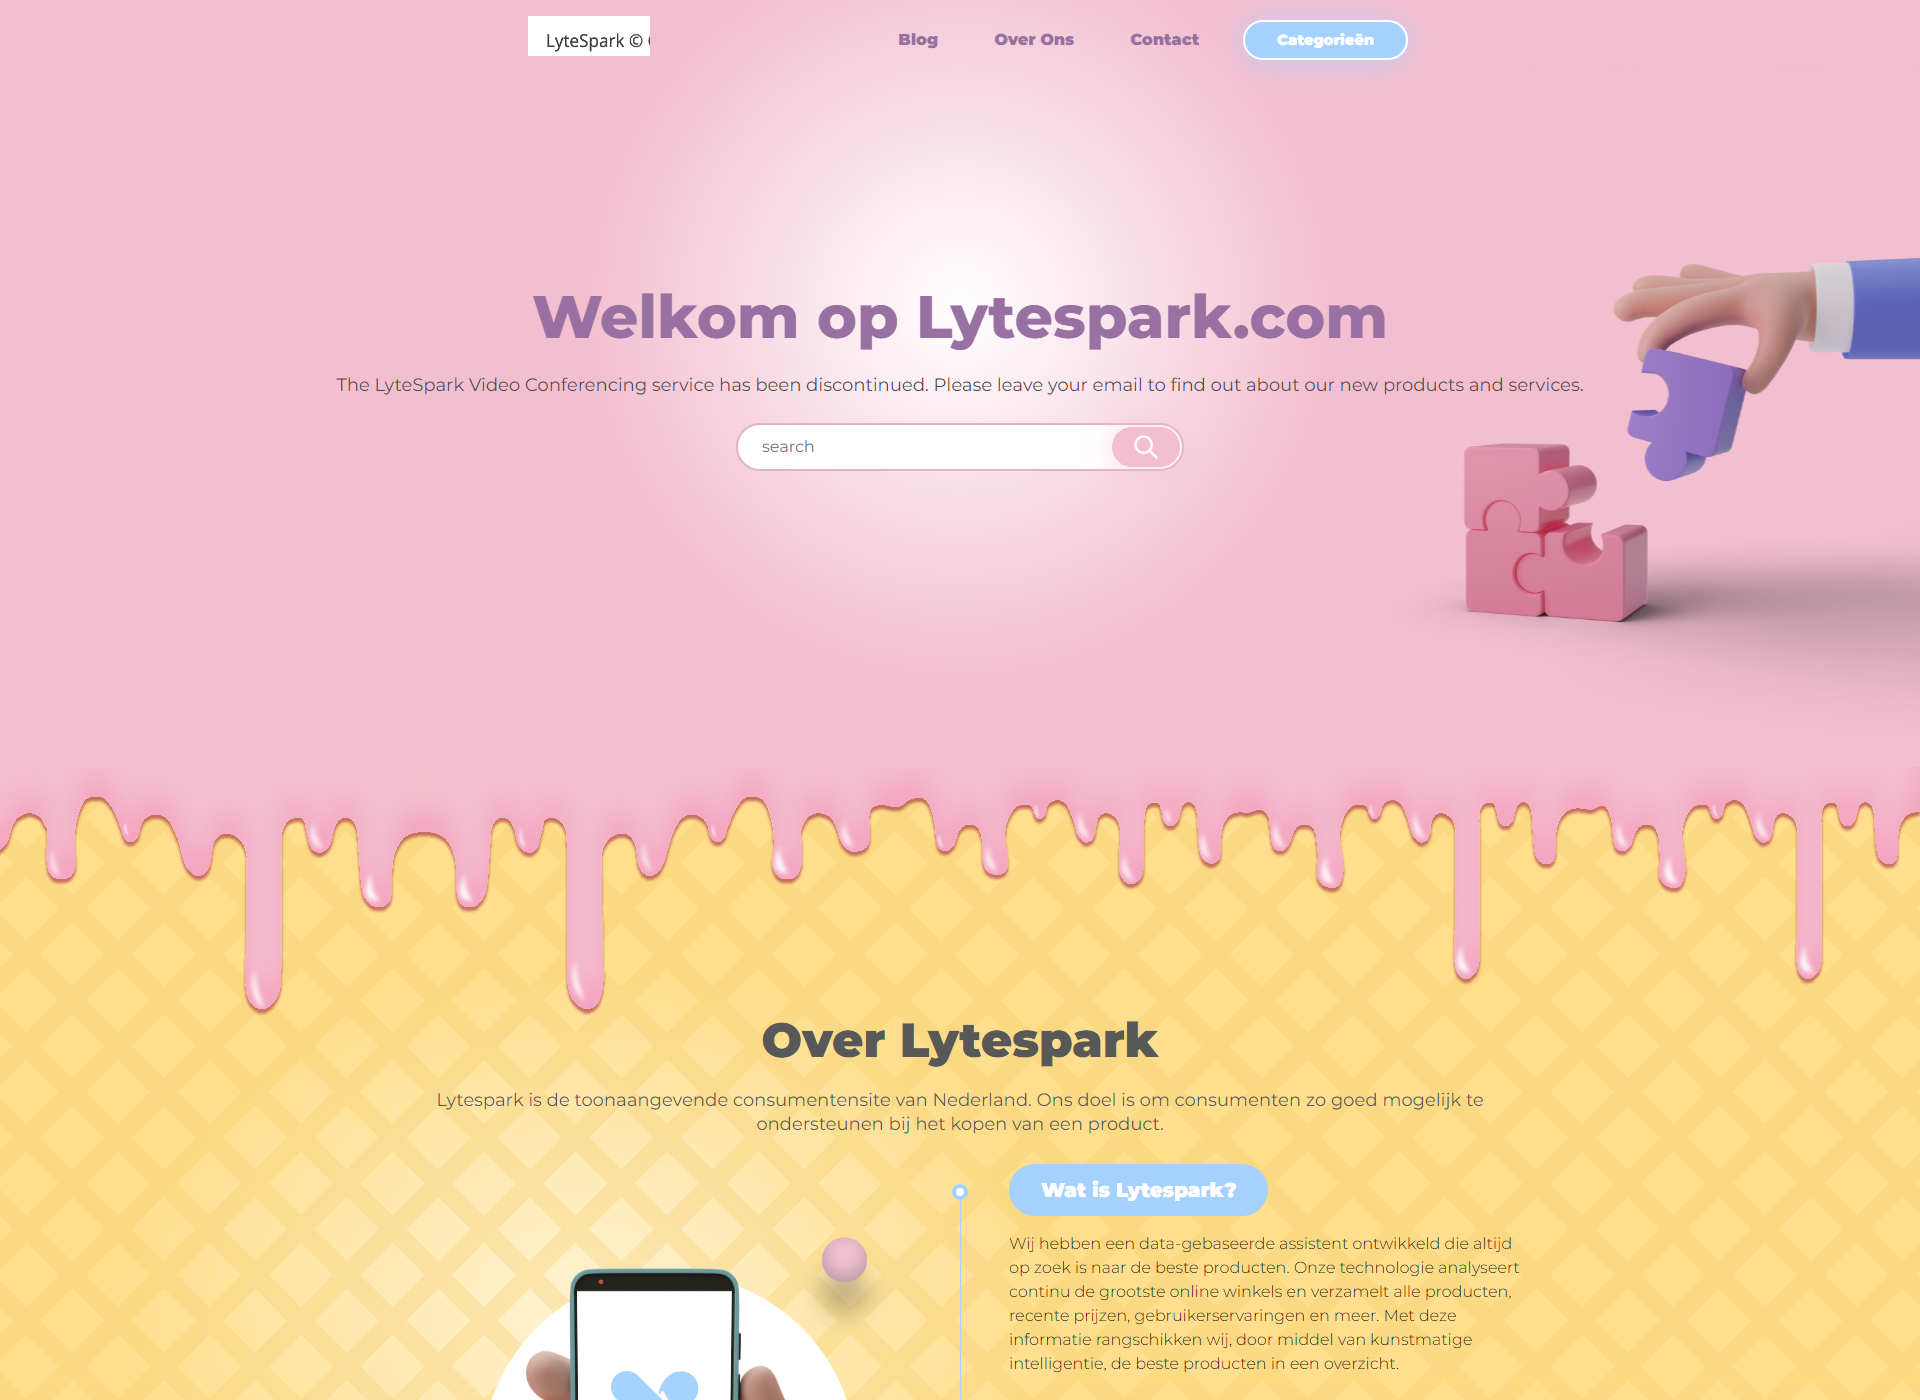 LyteSpark ©
Blog
Over Ons
Contact
Categorieën
Welkom op Lytespark.com
The LyteSpark Video Conferencing service has been discontinued. Please leave your email to find out about our new products and services.
search
Over Lytespark
Lytespark is de toonaangevende consumentensite van Nederland. Ons doel is om consumenten zo goed mogelijk te
ondersteunen bij het kopen van een product.
Wat is Lytespark?
Wij hebben een data-gebaseerde assistent ontwikkeld die altijd
op zoek is naar de beste producten. Onze technologie analyseert
continu de grootste online winkels en verzamelt alle producten,
recente prijzen, gebruikerservaringen en meer. Met deze
informatie rangschikken wij, door middel van kunstmatige
intelligentie, de beste producten in een overzicht.